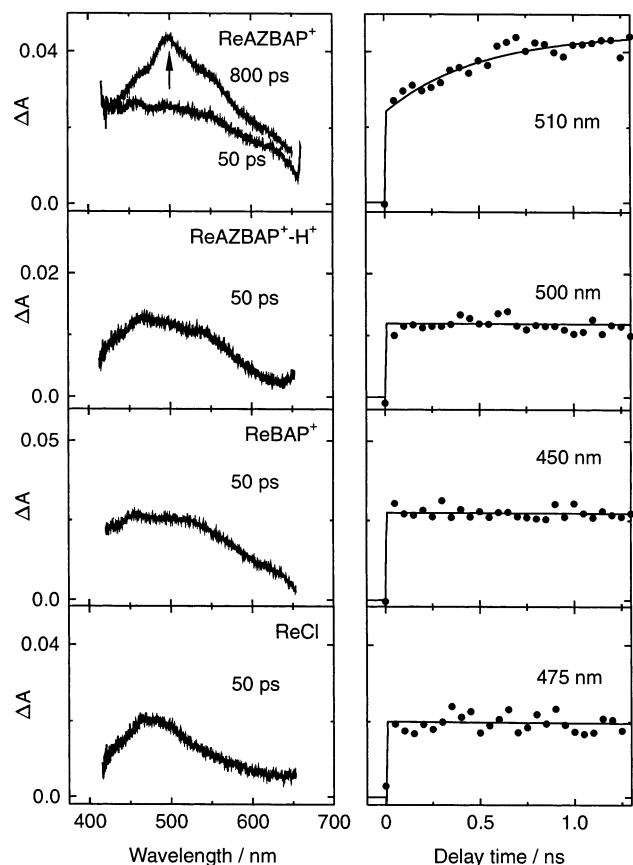 ReAZBAP⁺
0.04
800 ps
ΔA
510 nm
50 ps
0.0
ReAZBAP⁺-H⁺
0.02
50 ps
500 nm
ΔA
0.0
ReBAP⁺
0.05
50 ps
450 nm
ΔA
0.0
ReCl
0.04
50 ps
475 nm
ΔA
0.0
400 500 600 700 0 0.5 1.0
Wavelength / nm Delay time / ns